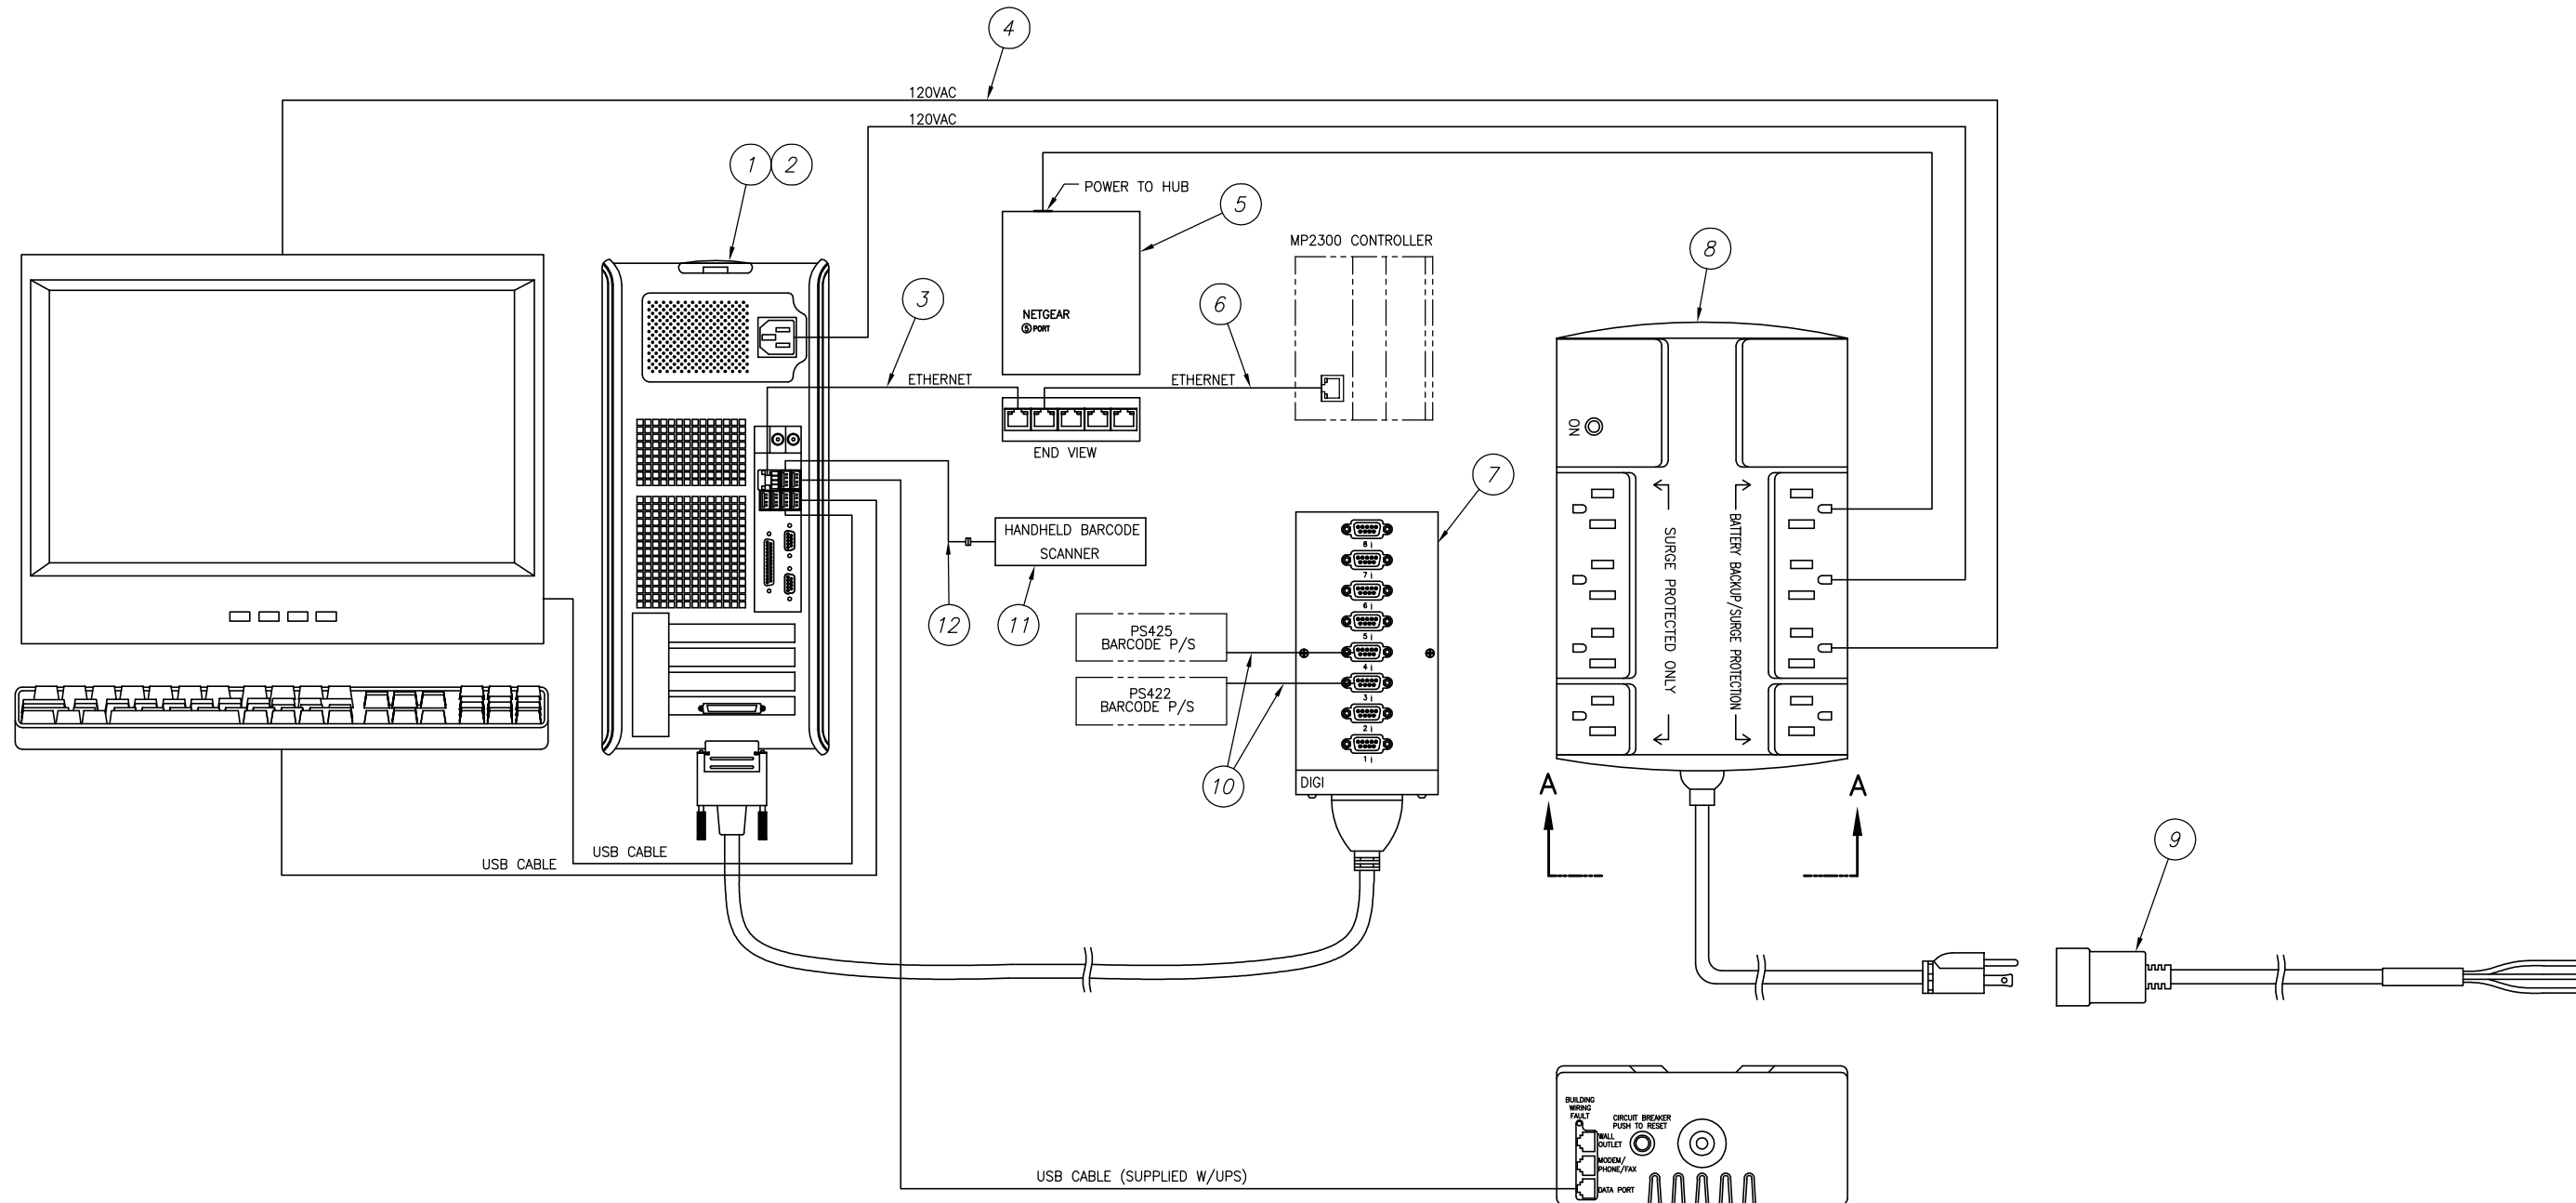 4
120VAC
120VAC
1
2
POWER TO HUB
5
MP2300 CONTROLLER
8
3
6
NETGEAR
5 PORT
ETHERNET
ETHERNET
ON
END VIEW
7
HANDHELD BARCODE
SCANNER
8
7
6
5
4
3
2
1
SURGE PROTECTED ONLY
BATTERY BACKUP/SURGE PROTECTION
12
11
PS425
BARCODE P/S
PS422
BARCODE P/S
10
DIGI
A
A
USB CABLE
USB CABLE
9
BUILDING
WIRING
FAULT
CIRCUIT BREAKER
PUSH TO RESET
WALL
OUTLET
MODEM/
PHONE/FAX
DATA PORT
USB CABLE (SUPPLIED W/UPS)